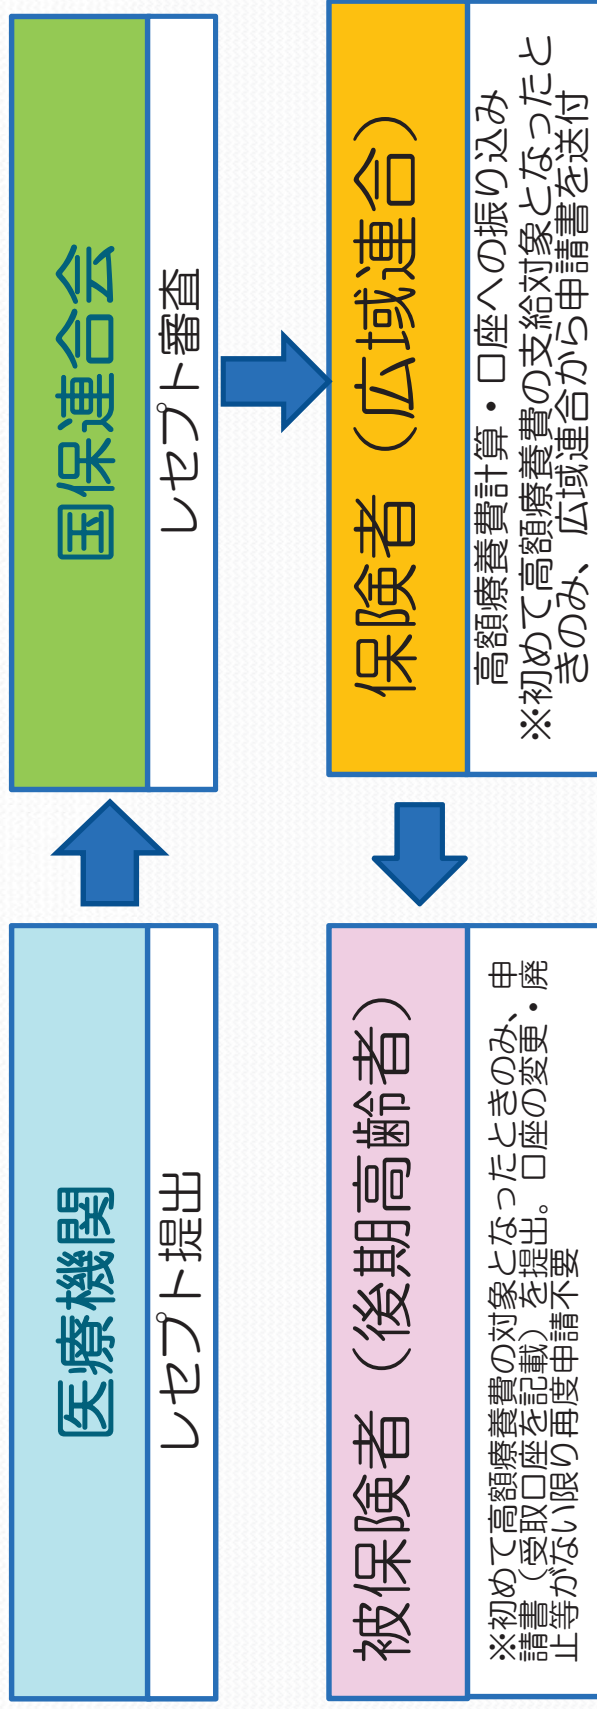 医療機関
レセプト提出
国保連合会
レセプト審査
保険者（広域連合）
高額療養費計算・口座への振り込み
※初めて高額療養費の支給対象となったと
きのみ、広域連合から申請書を送付
被保険者（後期高齢者）
※初めて高額療養費の対象となったときのみ、申
請書（受取口座を記載）を提出。口座の変更・廃
止等がない限り再度申請不要